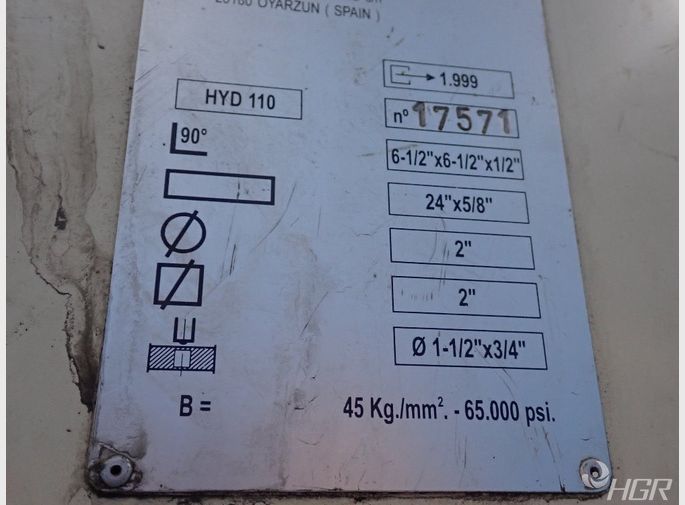 20180 OYARZUN ( SPAIN )
HYD 110
1.999
nº 17571
90°
6-1/2"x6-1/2"x1/2"
24"x5/8"
2"
2"
Ø 1-1/2"x3/4"
B = 45 Kg./mm². - 65.000 psi.
HGR